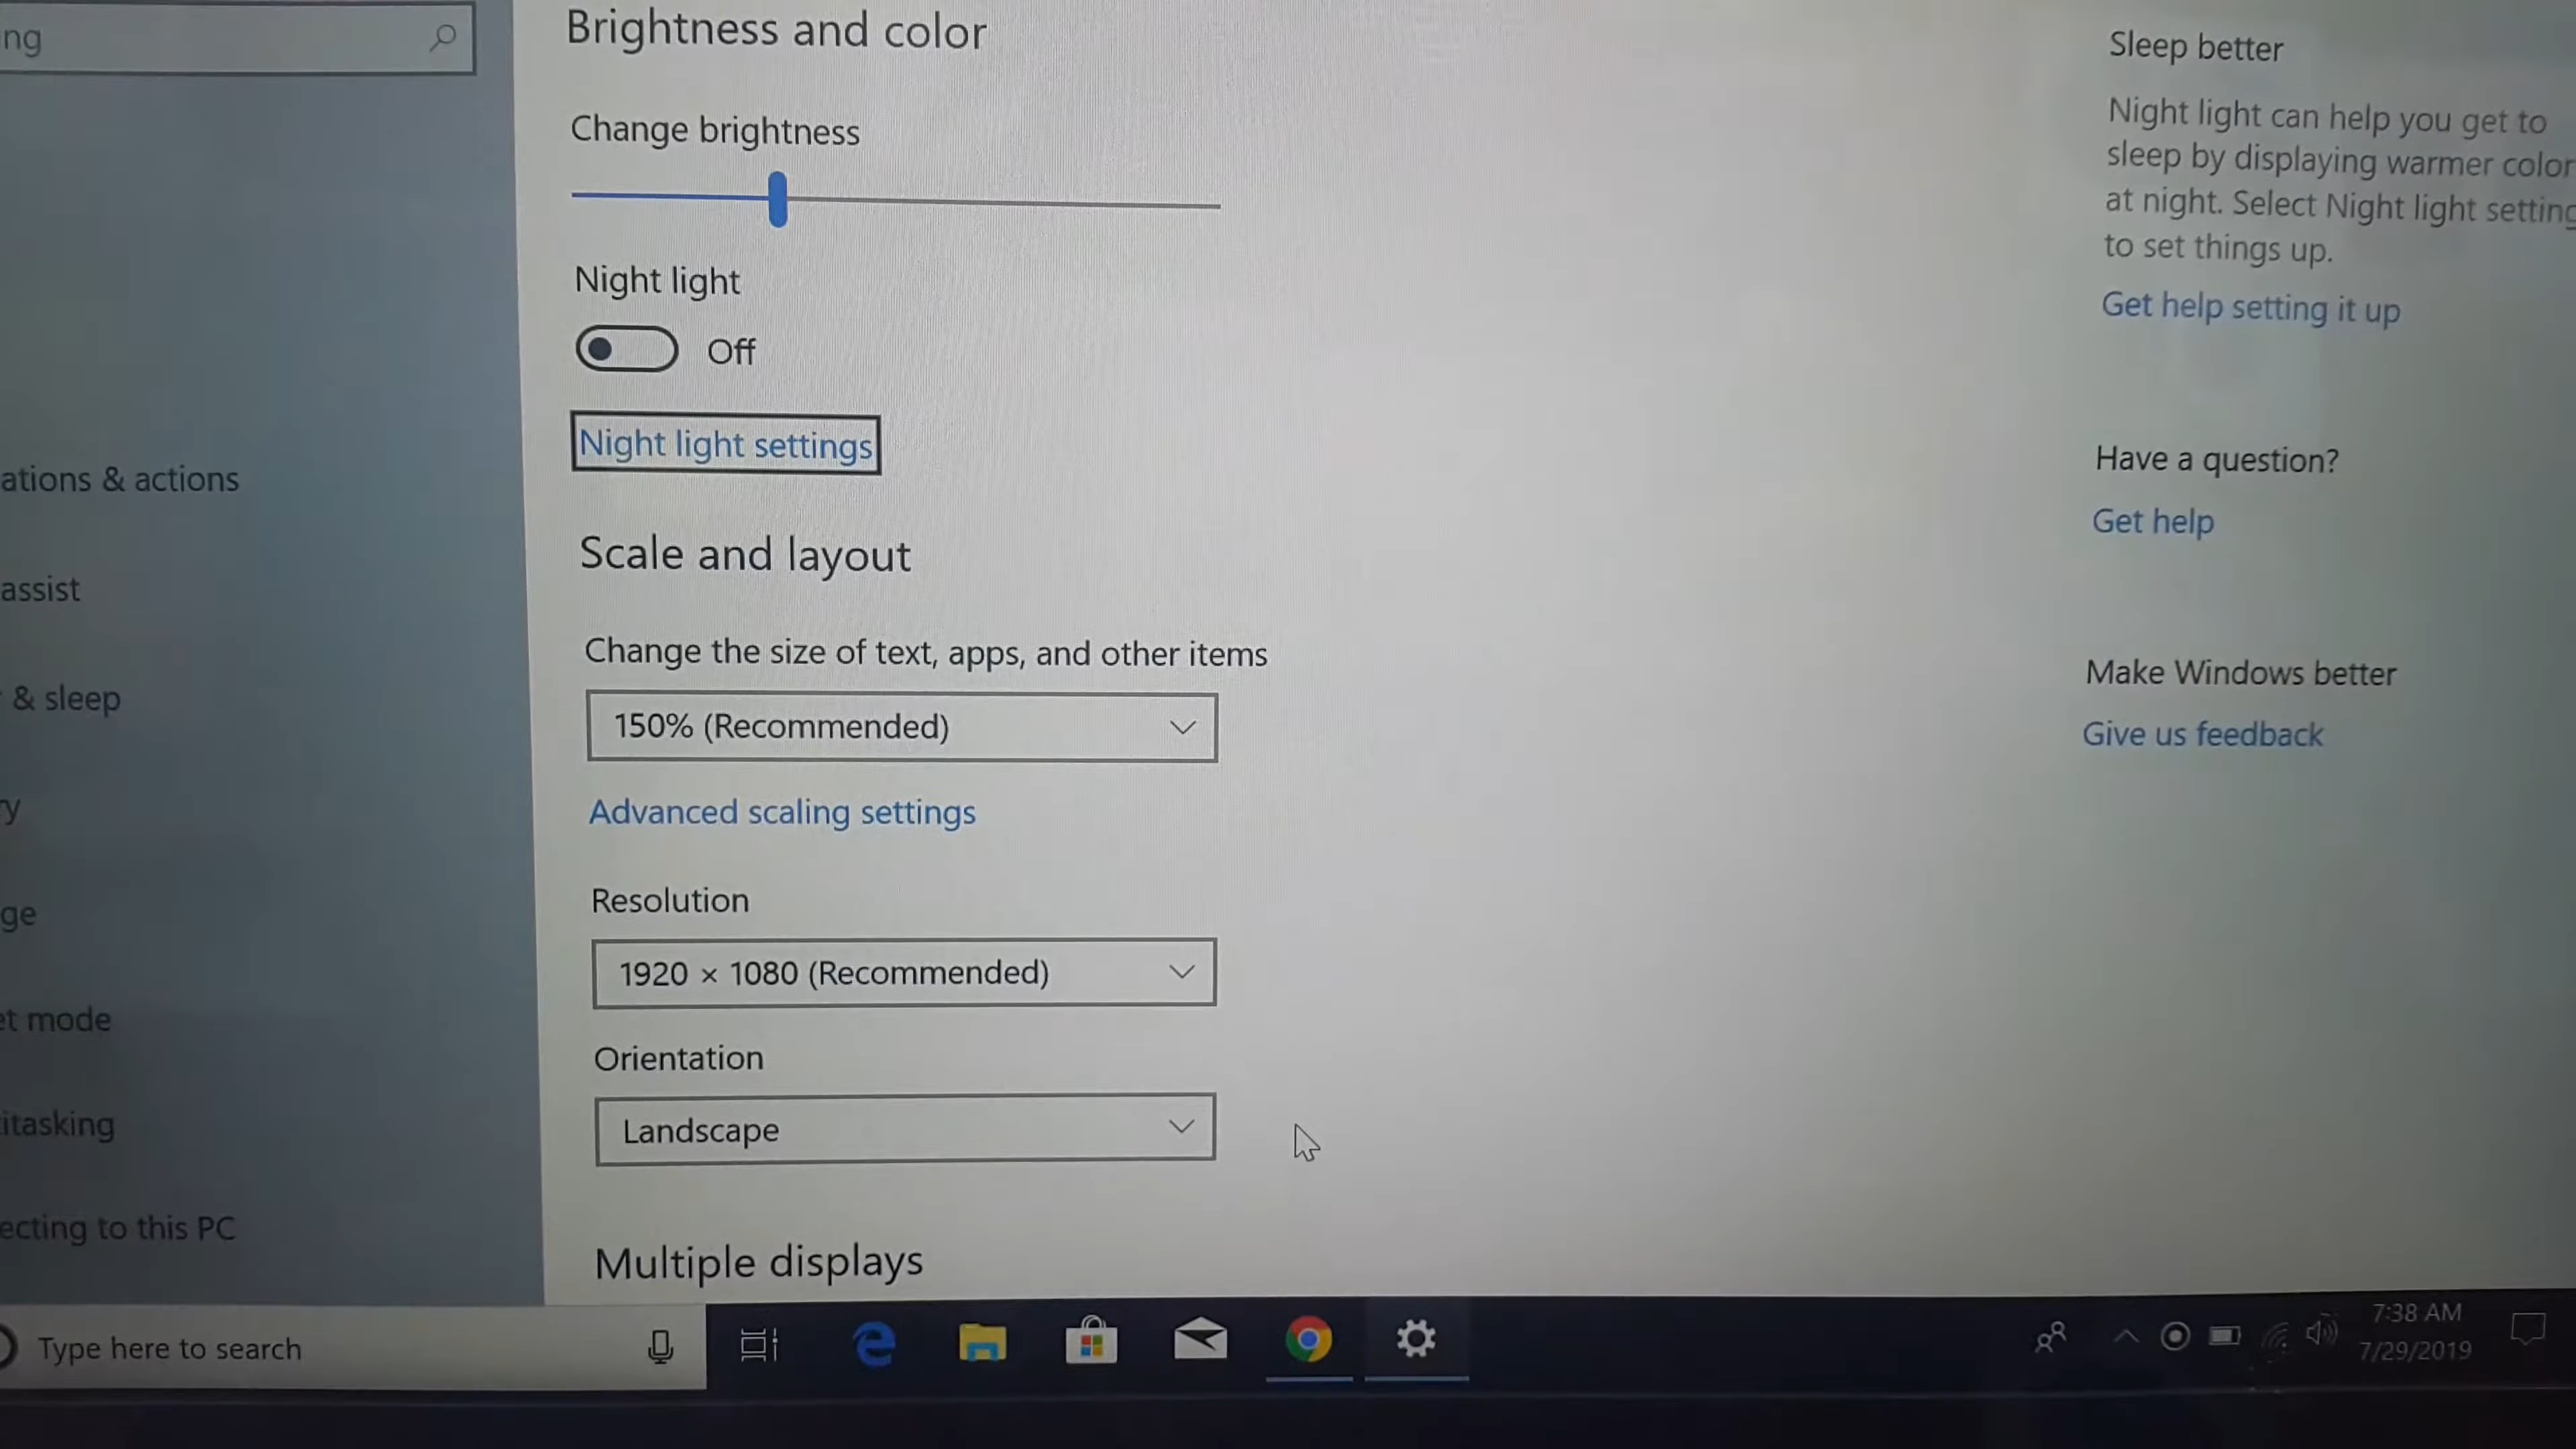 ng
ations & actions
assist
& sleep
ry
ge
et mode
itasking
ecting to this PC
Brightness and color
Change brightness
Night light
Off
Night light settings
Scale and layout
Change the size of text, apps, and other items
150% (Recommended)
Advanced scaling settings
Resolution
1920 × 1080 (Recommended)
Orientation
Landscape
Multiple displays
Sleep better
Night light can help you get to
sleep by displaying warmer color
at night. Select Night light setting
to set things up.
Get help setting it up
Have a question?
Get help
Make Windows better
Give us feedback
Type here to search
7:38 AM
7/29/2019